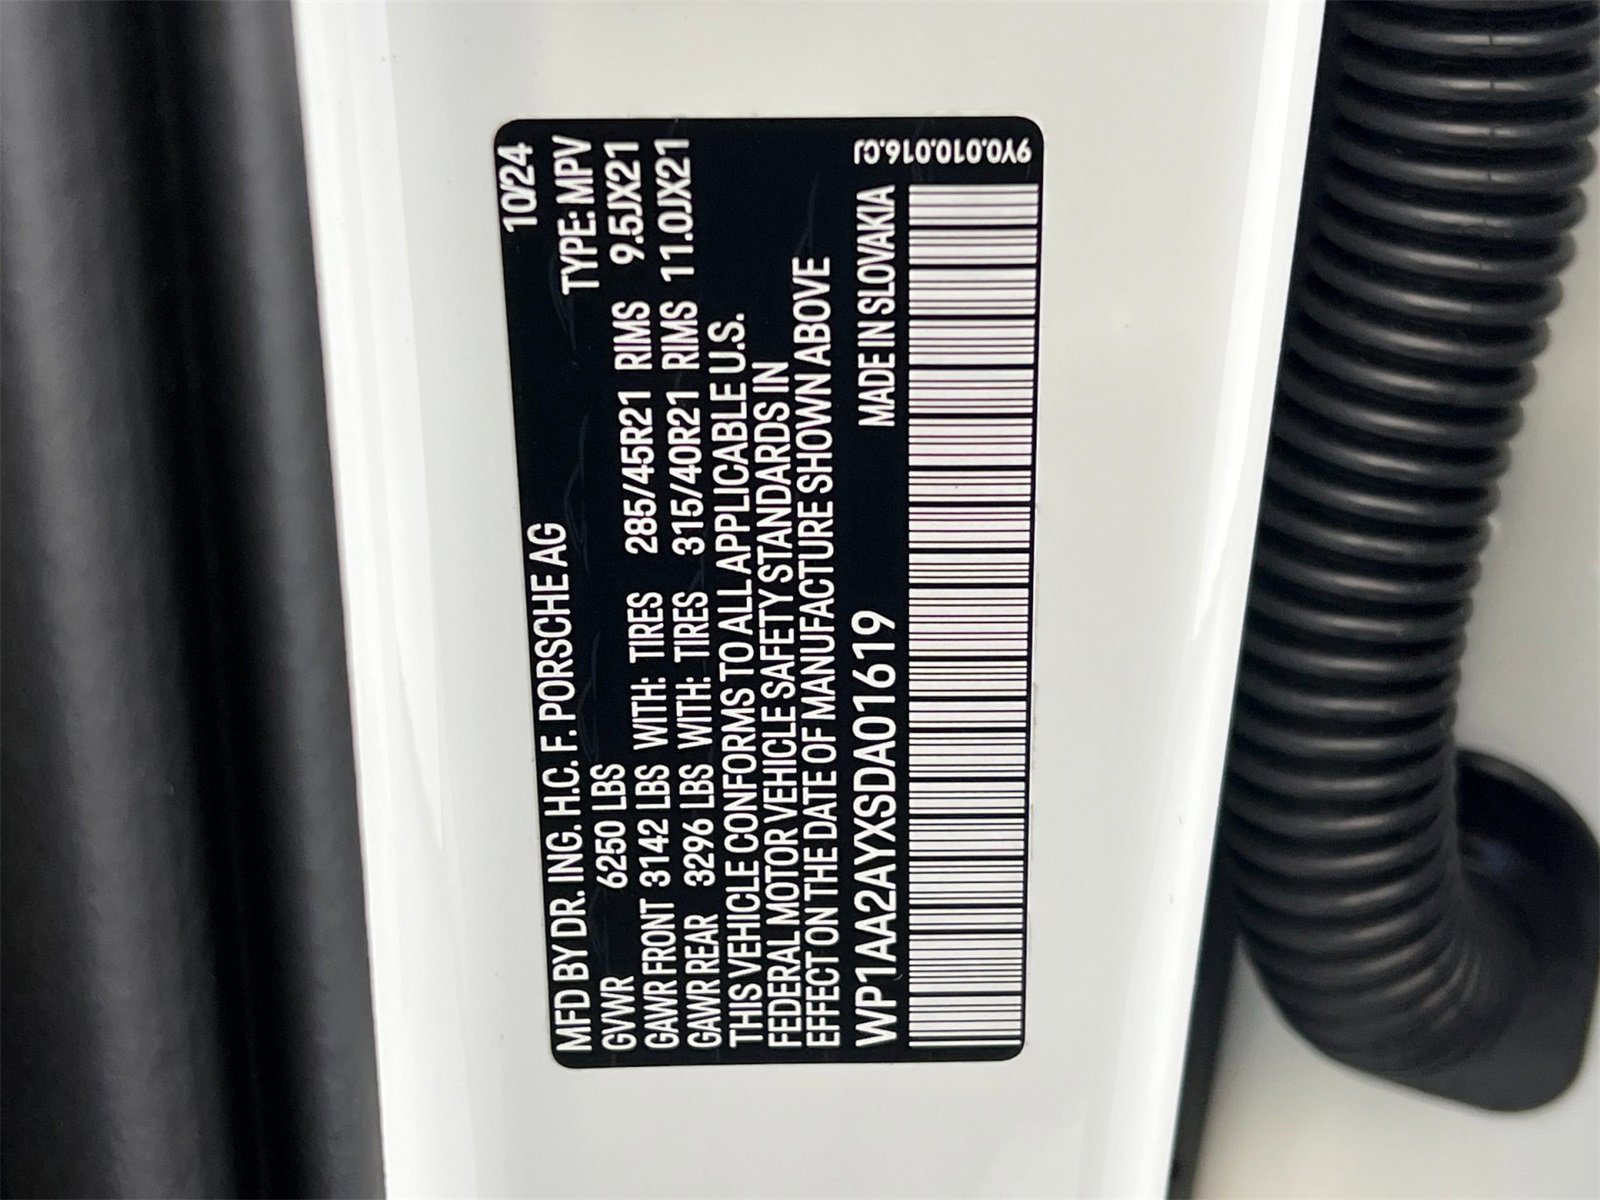 MFD BY DR. ING. H.C. F. PORSCHE AG 10/24
GVWR 6250 LBS TYPE: MPV
GAWR FRONT 3142 LBS WITH: TIRES 285/45R21 RIMS 9.5JX21
GAWR REAR 3296 LBS WITH: TIRES 315/40R21 RIMS 11.0JX21
THIS VEHICLE CONFORMS TO ALL APPLICABLE U.S.
FEDERAL MOTOR VEHICLE SAFETY STANDARDS IN
EFFECT ON THE DATE OF MANUFACTURE SHOWN ABOVE
WP1AA2AYXSDA01619 MADE IN SLOVAKIA
9Y0.010.016.CJ